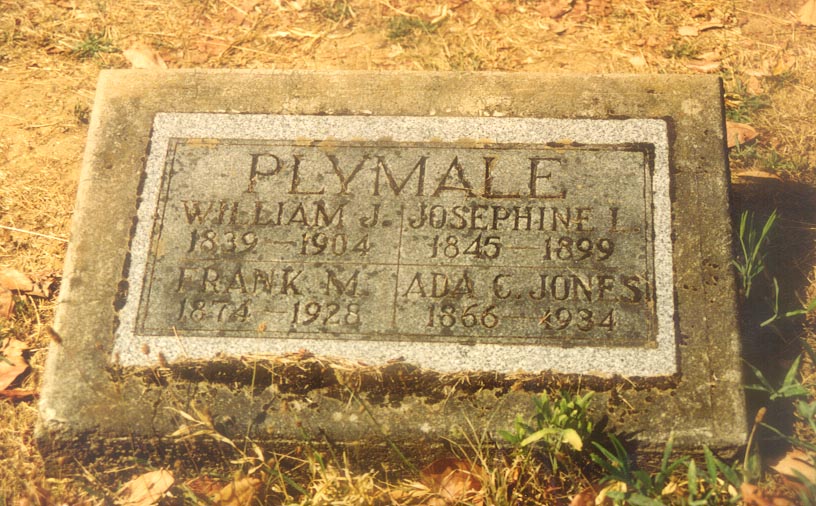 PLYMALE
WILLIAM J. JOSEPHINE L.
1839—1904 1845—1899
FRANK M. ADA C. JONES
1874—1928 1866—1934